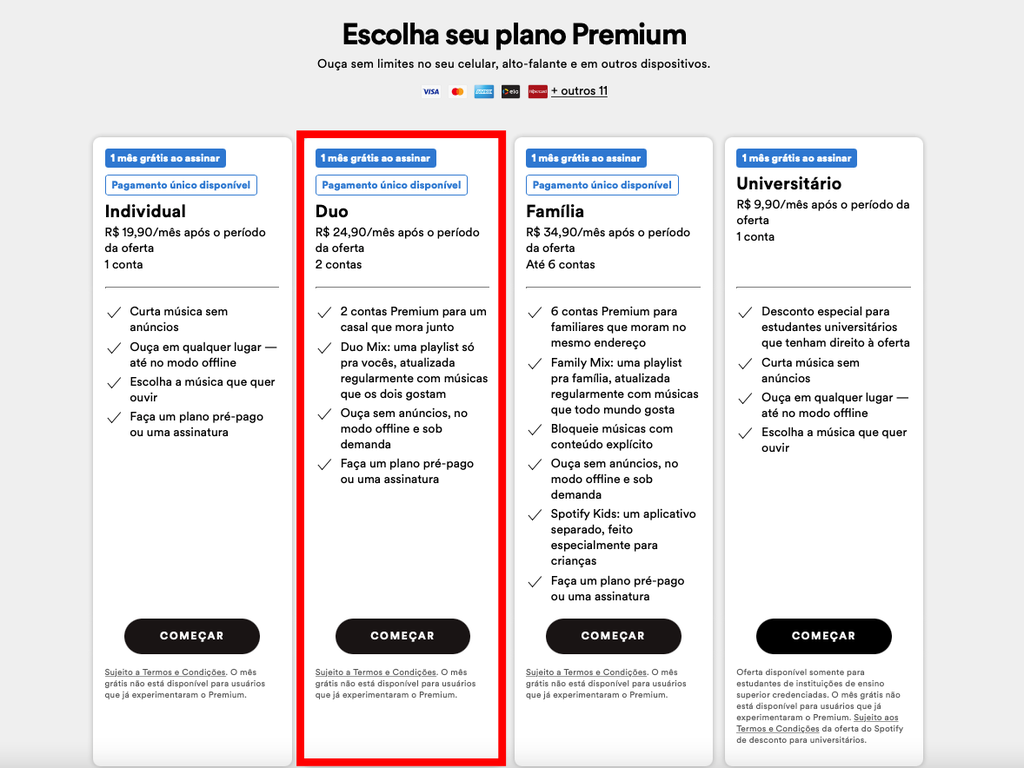 Escolha seu plano Premium
Ouça sem limites no seu celular, alto-falante e em outros dispositivos.
VISA elo + outros 11
1 mês grátis ao assinar
Pagamento único disponível
Individual
R$ 19,90/mês após o período
da oferta
1 conta
Curta música sem
anúncios
Ouça em qualquer lugar —
até no modo offline
Escolha a música que quer
ouvir
Faça um plano pré-pago
ou uma assinatura
COMEÇAR
Sujeito a Termos e Condições. O mês
grátis não está disponível para usuários
que já experimentaram o Premium.
1 mês grátis ao assinar
Pagamento único disponível
Duo
R$ 24,90/mês após o período
da oferta
2 contas
2 contas Premium para um
casal que mora junto
Duo Mix: uma playlist só
pra vocês, atualizada
regularmente com músicas
que os dois gostam
Ouça sem anúncios, no
modo offline e sob
demanda
Faça um plano pré-pago
ou uma assinatura
COMEÇAR
Sujeito a Termos e Condições. O mês
grátis não está disponível para usuários
que já experimentaram o Premium.
1 mês grátis ao assinar
Pagamento único disponível
Família
R$ 34,90/mês após o período
da oferta
Até 6 contas
6 contas Premium para
familiares que moram no
mesmo endereço
Family Mix: uma playlist
pra família, atualizada
regularmente com músicas
que todo mundo gosta
Bloqueie músicas com
conteúdo explícito
Ouça sem anúncios, no
modo offline e sob
demanda
Spotify Kids: um aplicativo
separado, feito
especialmente para
crianças
Faça um plano pré-pago
ou uma assinatura
COMEÇAR
Sujeito a Termos e Condições. O mês
grátis não está disponível para usuários
que já experimentaram o Premium.
1 mês grátis ao assinar
Universitário
R$ 9,90/mês após o período da
oferta
1 conta
Desconto especial para
estudantes universitários
que tenham direito à oferta
Curta música sem
anúncios
Ouça em qualquer lugar —
até no modo offline
Escolha a música que quer
ouvir
COMEÇAR
Oferta disponível somente para
estudantes de instituições de ensino
superior credenciadas. O mês grátis não
está disponível para usuários que já
experimentaram o Premium. Sujeito aos
Termos e Condições da oferta do Spotify
de desconto para universitários.